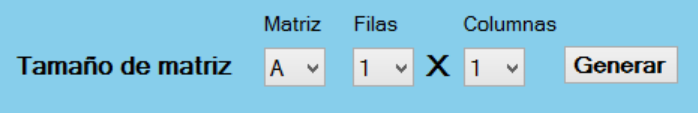 Matriz Filas Columnas
Tamaño de matriz A 1 X 1 Generar